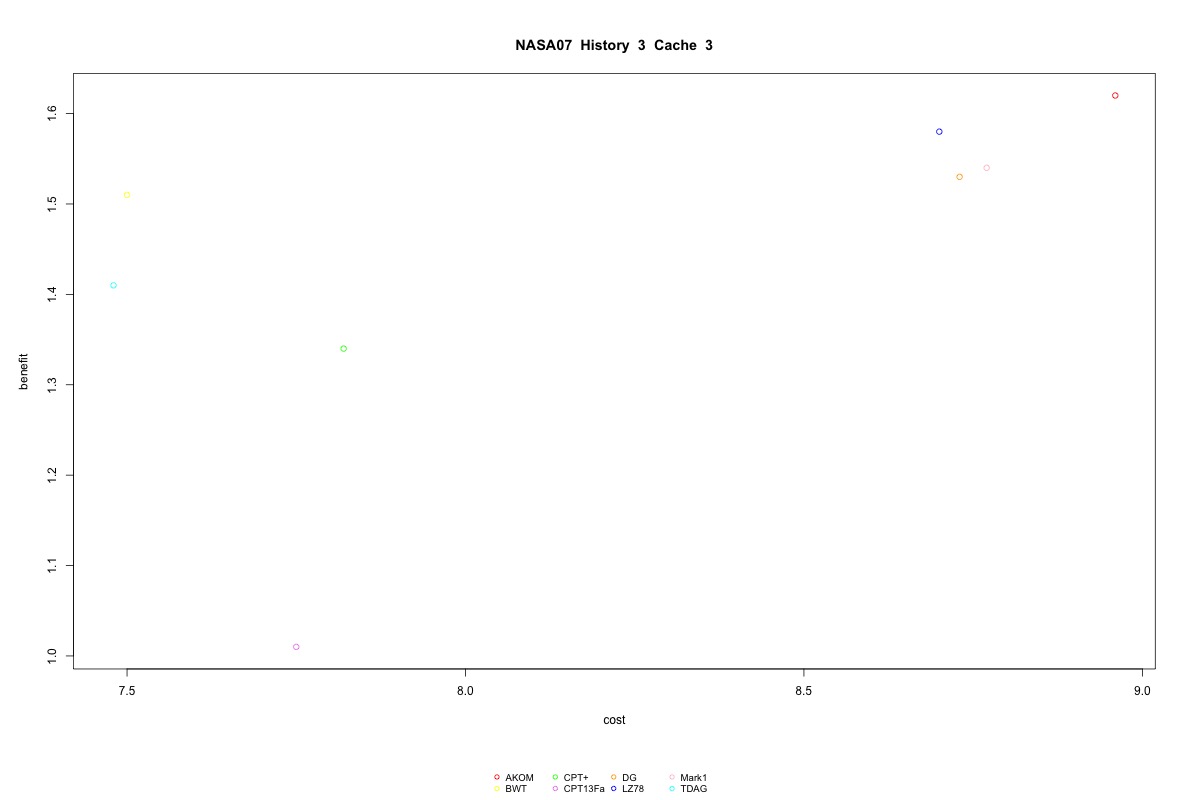 NASA07 History 3 Cache 3
1.6
1.5
1.4
1.3
1.2
1.1
1.0
benefit
7.5 8.0 8.5 9.0
cost
AKOM CPT+ DG Mark1
BWT CPT13Fa LZ78 TDAG